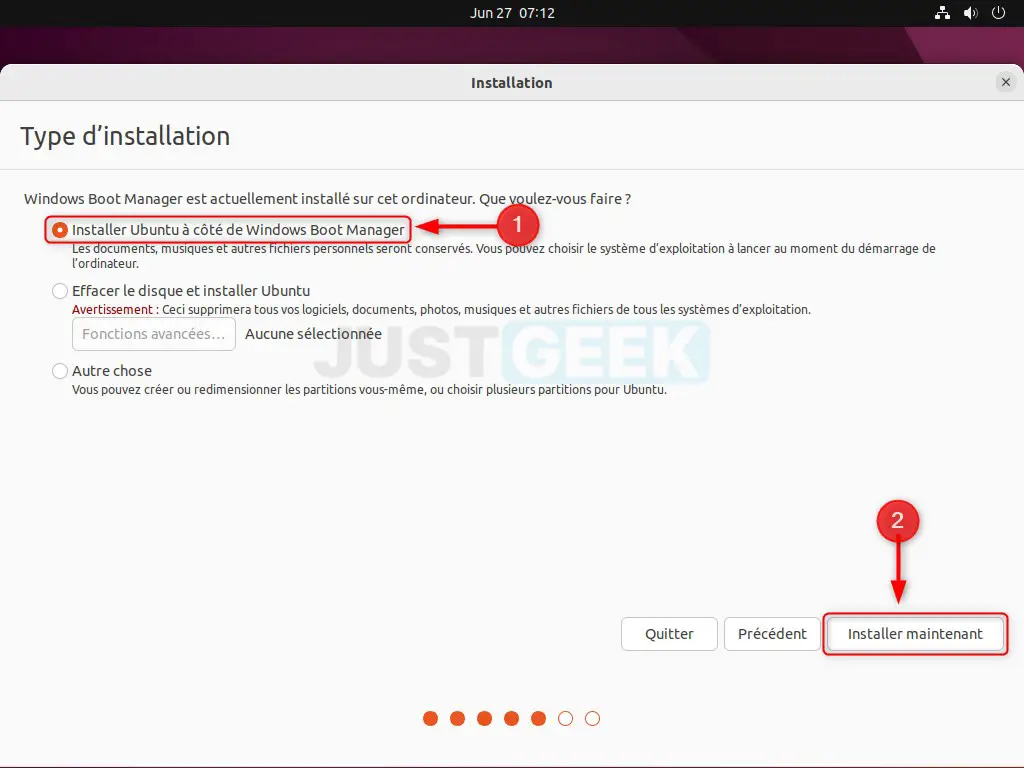 Jun 27 07:12
Installation
Type d’installation
Windows Boot Manager est actuellement installé sur cet ordinateur. Que voulez-vous faire ?
Installer Ubuntu à côté de Windows Boot Manager
1
Les documents, musiques et autres fichiers personnels seront conservés. Vous pouvez choisir le système d’exploitation à lancer au moment du démarrage de
l’ordinateur.
Effacer le disque et installer Ubuntu
Avertissement : Ceci supprimera tous vos logiciels, documents, photos, musiques et autres fichiers de tous les systèmes d’exploitation.
Fonctions avancées… Aucune sélectionnée
JUSTGEEK
Autre chose
Vous pouvez créer ou redimensionner les partitions vous-même, ou choisir plusieurs partitions pour Ubuntu.
2
Quitter Précédent Installer maintenant